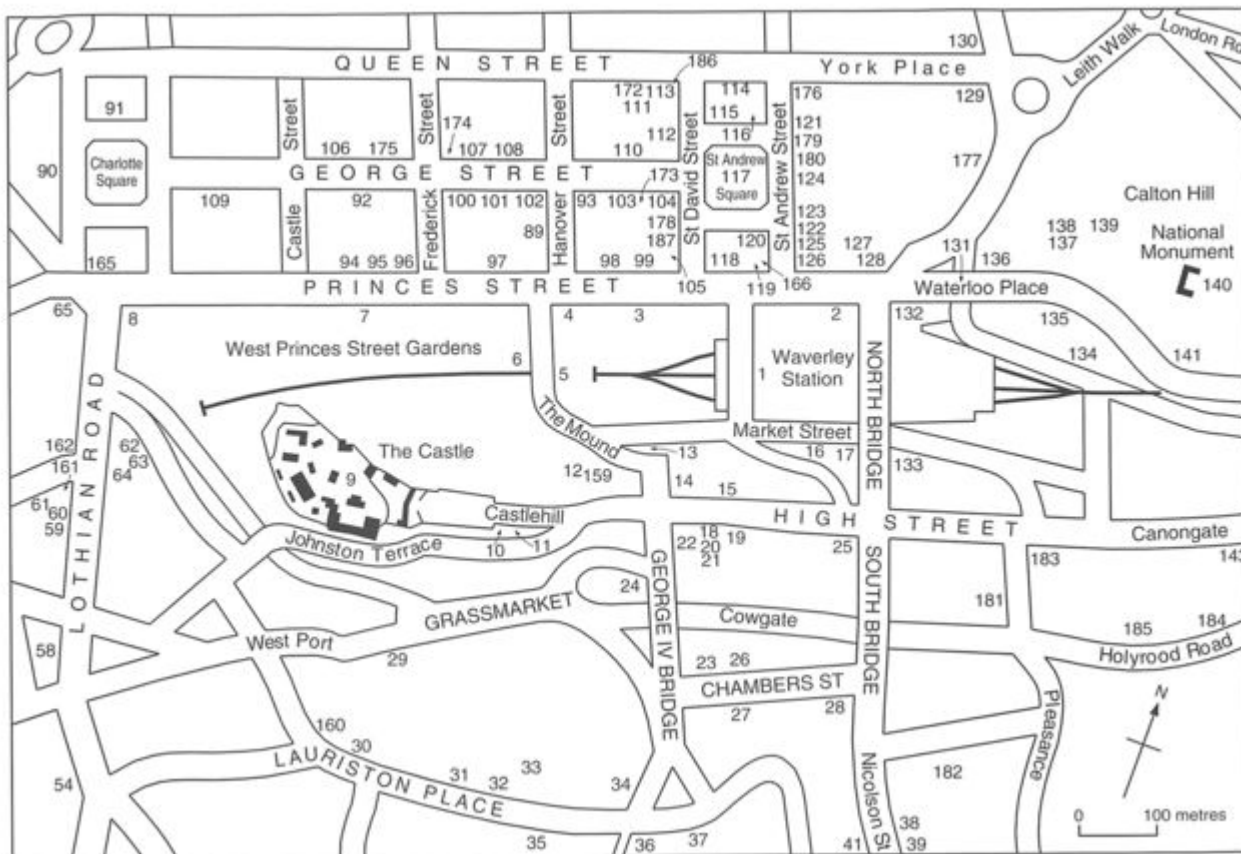 130
London Ro
Leith Walk
186
QUEEN STREET
York Place
91
Street
106 175
Street
174
107 108
Street
172 113
111
112
110
114
115
116
176
129
121
179
180
124
177
90
Charlotte
Square
GEORGE STREET
St David Street
St Andrew
117
Square
St Andrew Street
Calton Hill
109
Castle
92
Frederick
100 101 102
89
Hanover
93 103 104
173
178
187
123
122
125 127
126 128
138 139
137
National
Monument
140
165
94 95 96
97
98 99
105
120
118
119
166
131
136
PRINCES STREET
Waterloo Place
65
8
7
4
3
2
132
135
134
141
West Princes Street Gardens
6
5
1
Waverley
Station
NORTH BRIDGE
LOTHIAN ROAD
The Mound
Market Street
162
161
62
63
64
The Castle
9
12 159
13
14
15
16
17
133
61
60
59
Castlehill
HIGH STREET
Canongate
Johnston Terrace
10
11
22
18
20
21
19
25
183
143
GEORGE IV BRIDGE
SOUTH BRIDGE
24
GRASSMARKET
Cowgate
181
185
184
58
West Port
29
23
26
Holyrood Road
CHAMBERS ST
27
28
Pleasance
N
160
30
LAURISTON PLACE
31
32
33
34
54
35
36
37
Nicolson St
41
38
39
182
0 100 metres